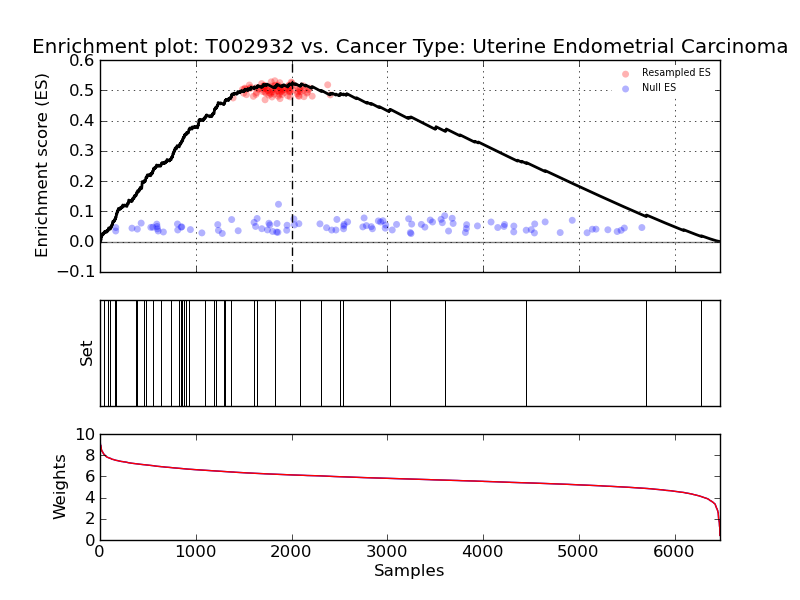 Enrichment plot: T002932 vs. Cancer Type: Uterine Endometrial Carcinoma
0.6
0.5
0.4
0.3
0.2
0.1
0.0
−0.1
Enrichment score (ES)
Resampled ES
Null ES
Set
10
8
6
4
2
0
Weights
0 1000 2000 3000 4000 5000 6000
Samples